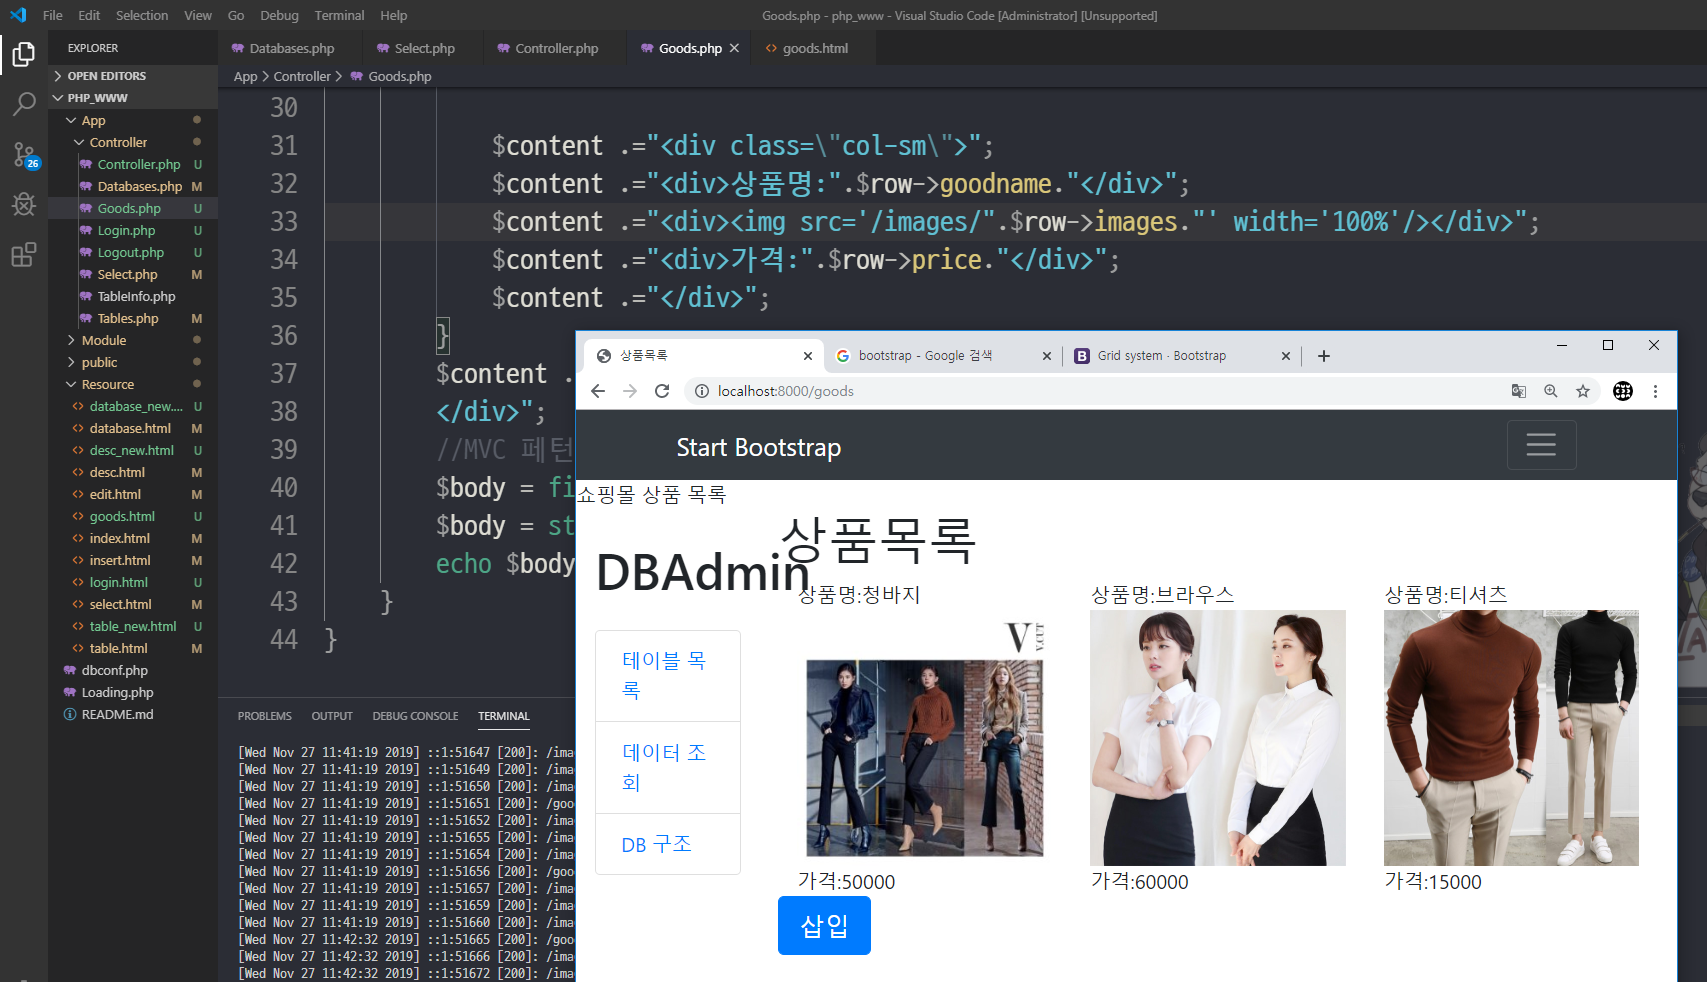 File Edit Selection View Go Debug Terminal Help
Goods.php - php_www - Visual Studio Code [Administrator] [Unsupported]
EXPLORER
OPEN EDITORS
PHP_WWW
App
Controller
Controller.php U
Databases.php M
Goods.php U
Login.php U
Logout.php U
Select.php M
TableInfo.php
Tables.php M
Module
public
Resource
database_new.... U
database.html M
desc_new.html U
desc.html M
edit.html M
goods.html U
index.html M
insert.html M
login.html U
select.html M
table_new.html U
table.html M
dbconf.php
Loading.php
README.md
26
Databases.php Select.php Controller.php Goods.php goods.html
App > Controller > Goods.php
30
31 $content .="<div class=\"col-sm\">";
32 $content .="<div>상품명:".$row->goodname."</div>";
33 $content .="<div><img src='/images/".$row->images."' width='100%'/></div>";
34 $content .="<div>가격:".$row->price."</div>";
35 $content .="</div>";
36 }
37 $content .
38 </div>";
39 //MVC 페턴
40 $body = fi
41 $body = st
42 echo $body
43 }
44 }
PROBLEMS OUTPUT DEBUG CONSOLE TERMINAL
[Wed Nov 27 11:41:19 2019] ::1:51647 [200]: /ima
[Wed Nov 27 11:41:19 2019] ::1:51649 [200]: /ima
[Wed Nov 27 11:41:19 2019] ::1:51650 [200]: /ima
[Wed Nov 27 11:41:19 2019] ::1:51651 [200]: /goo
[Wed Nov 27 11:41:19 2019] ::1:51652 [200]: /ima
[Wed Nov 27 11:41:19 2019] ::1:51655 [200]: /ima
[Wed Nov 27 11:41:19 2019] ::1:51654 [200]: /ima
[Wed Nov 27 11:41:19 2019] ::1:51656 [200]: /goo
[Wed Nov 27 11:41:19 2019] ::1:51657 [200]: /ima
[Wed Nov 27 11:41:19 2019] ::1:51659 [200]: /ima
[Wed Nov 27 11:41:19 2019] ::1:51660 [200]: /ima
[Wed Nov 27 11:42:32 2019] ::1:51665 [200]: /goo
[Wed Nov 27 11:42:32 2019] ::1:51666 [200]: /ima
[Wed Nov 27 11:42:32 2019] ::1:51672 [200]: /ima
상품목록
bootstrap - Google 검색
Grid system · Bootstrap
localhost:8000/goods
Start Bootstrap
쇼핑몰 상품 목록
상품목록
DBAdmin
테이블 목
록
데이터 조
회
DB 구조
상품명:청바지 상품명:브라우스 상품명:티셔츠
가격:50000 가격:60000 가격:15000
삽입